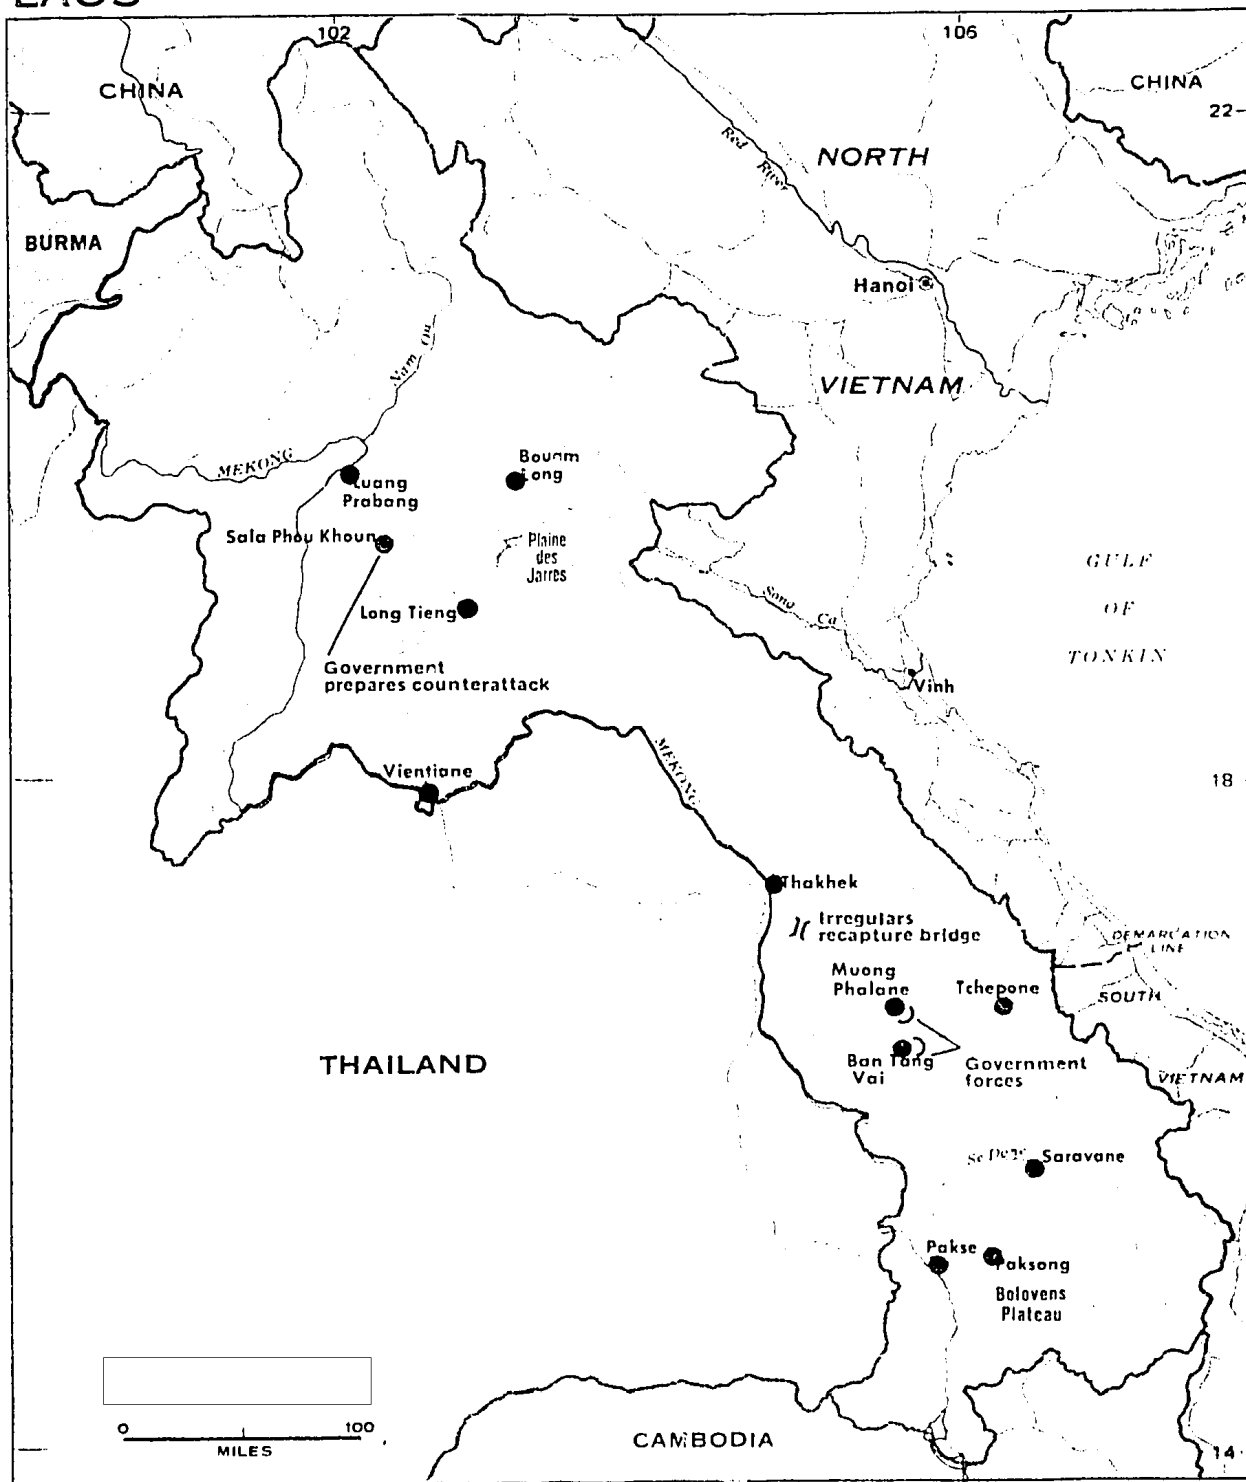 LAOS
102
106
CHINA
CHINA
22
Red River
NORTH
BURMA
Hanoi
Nam Ou
VIETNAM
MEKONG
Bouam
Long
Luang
Prabang
Sala Phou Khoun
Plaine
des
Jarres
GULF
OF
TONKIN
Song Ca
Long Tieng
Government
prepares counterattack
Vinh
MEKONG
Vientiane
18
Thakhek
Irregulars
recapture bridge
DEMARCATION
LINE
Muong
Phalane
Tchepone
SOUTH
THAILAND
Ban Tang
Vai
Government
forces
VIETNAM
Se Done
Saravane
Pakse
Paksong
Bolovens
Plateau
0 100
MILES
CAMBODIA
14